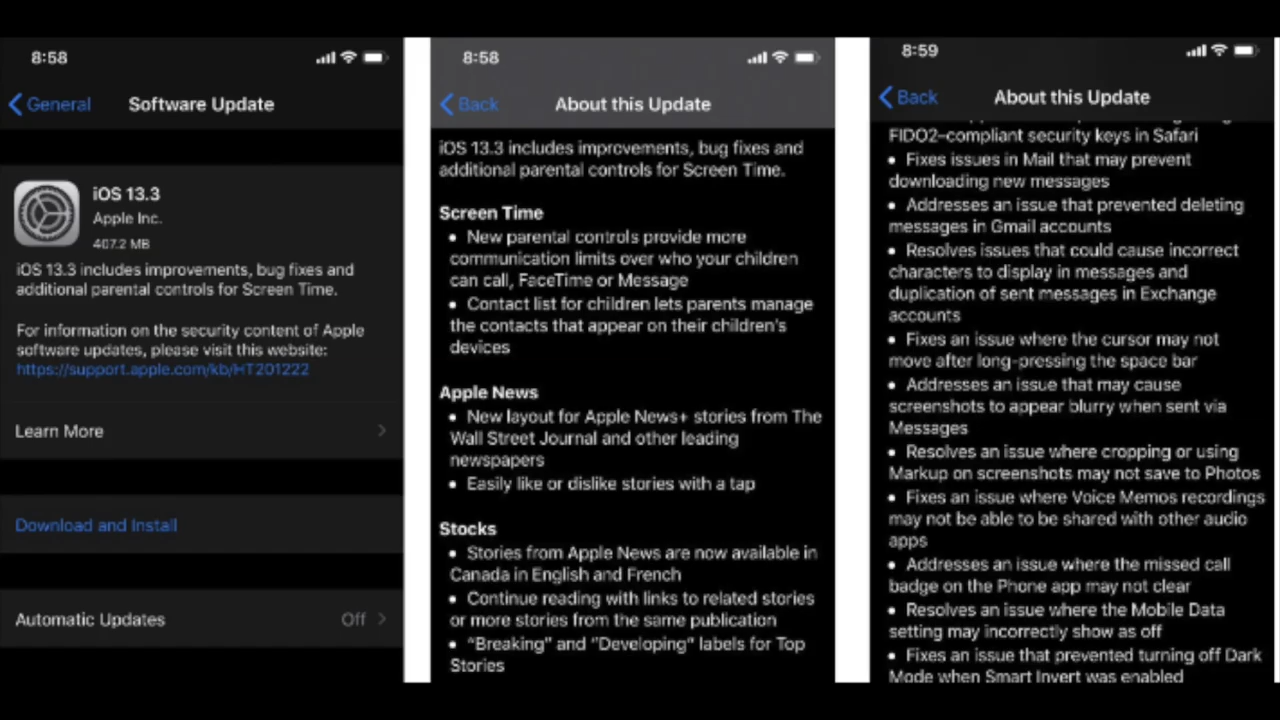 8:58
General
Software Update
iOS 13.3
Apple Inc.
407.2 MB
iOS 13.3 includes improvements, bug fixes and
additional parental controls for Screen Time.
For information on the security content of Apple
software updates, please visit this website:
https://support.apple.com/kb/HT201222
Learn More
Download and Install
Automatic Updates
Off
8:58
Back
About this Update
iOS 13.3 includes improvements, bug fixes and
additional parental controls for Screen Time.
Screen Time
• New parental controls provide more
communication limits over who your children
can call, FaceTime or Message
• Contact list for children lets parents manage
the contacts that appear on their children's
devices
Apple News
• New layout for Apple News+ stories from The
Wall Street Journal and other leading
newspapers
• Easily like or dislike stories with a tap
Stocks
• Stories from Apple News are now available in
Canada in English and French
• Continue reading with links to related stories
or more stories from the same publication
• "Breaking" and "Developing" labels for Top
Stories
8:59
Back
About this Update
FIDO2-compliant security keys in Safari
• Fixes issues in Mail that may prevent
downloading new messages
• Addresses an issue that prevented deleting
messages in Gmail accounts
• Resolves issues that could cause incorrect
characters to display in messages and
duplication of sent messages in Exchange
accounts
• Fixes an issue where the cursor may not
move after long-pressing the space bar
• Addresses an issue that may cause
screenshots to appear blurry when sent via
Messages
• Resolves an issue where cropping or using
Markup on screenshots may not save to Photos
• Fixes an issue where Voice Memos recordings
may not be able to be shared with other audio
apps
• Addresses an issue where the missed call
badge on the Phone app may not clear
• Resolves an issue where the Mobile Data
setting may incorrectly show as off
• Fixes an issue that prevented turning off Dark
Mode when Smart Invert was enabled